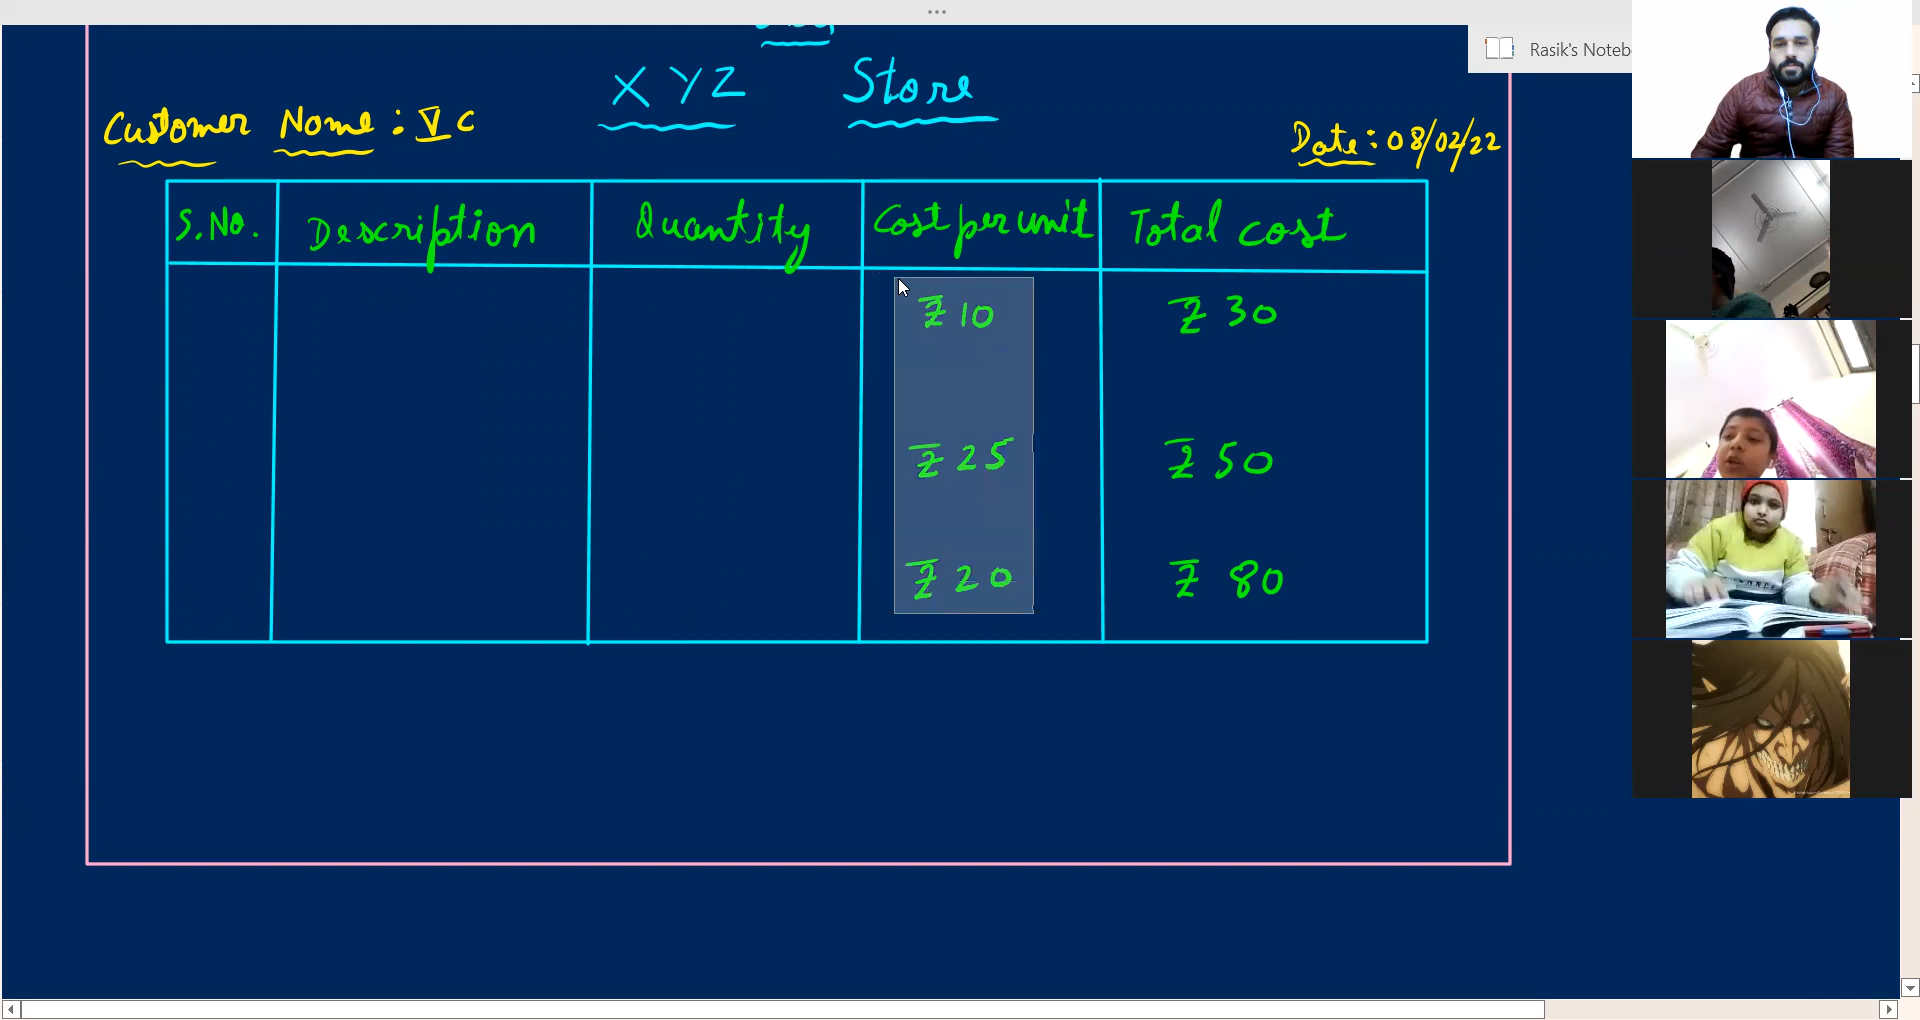 XYZ Store
Rasik's Noteb
Customer Name: V C
Date: 08/02/22
S.No. Description Quantity Cost per unit Total cost
₹ 10 ₹ 30
₹ 25 ₹ 50
₹ 20 ₹ 80